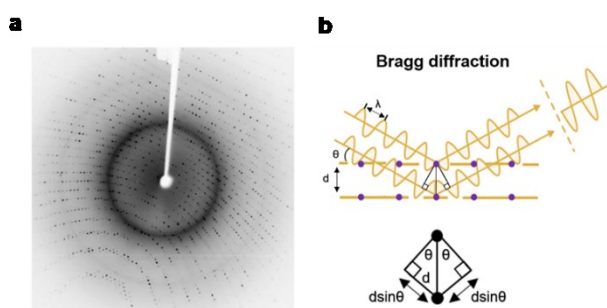 a
b
Bragg diffraction
λ
θ
d
θ θ
d
dsinθ dsinθ